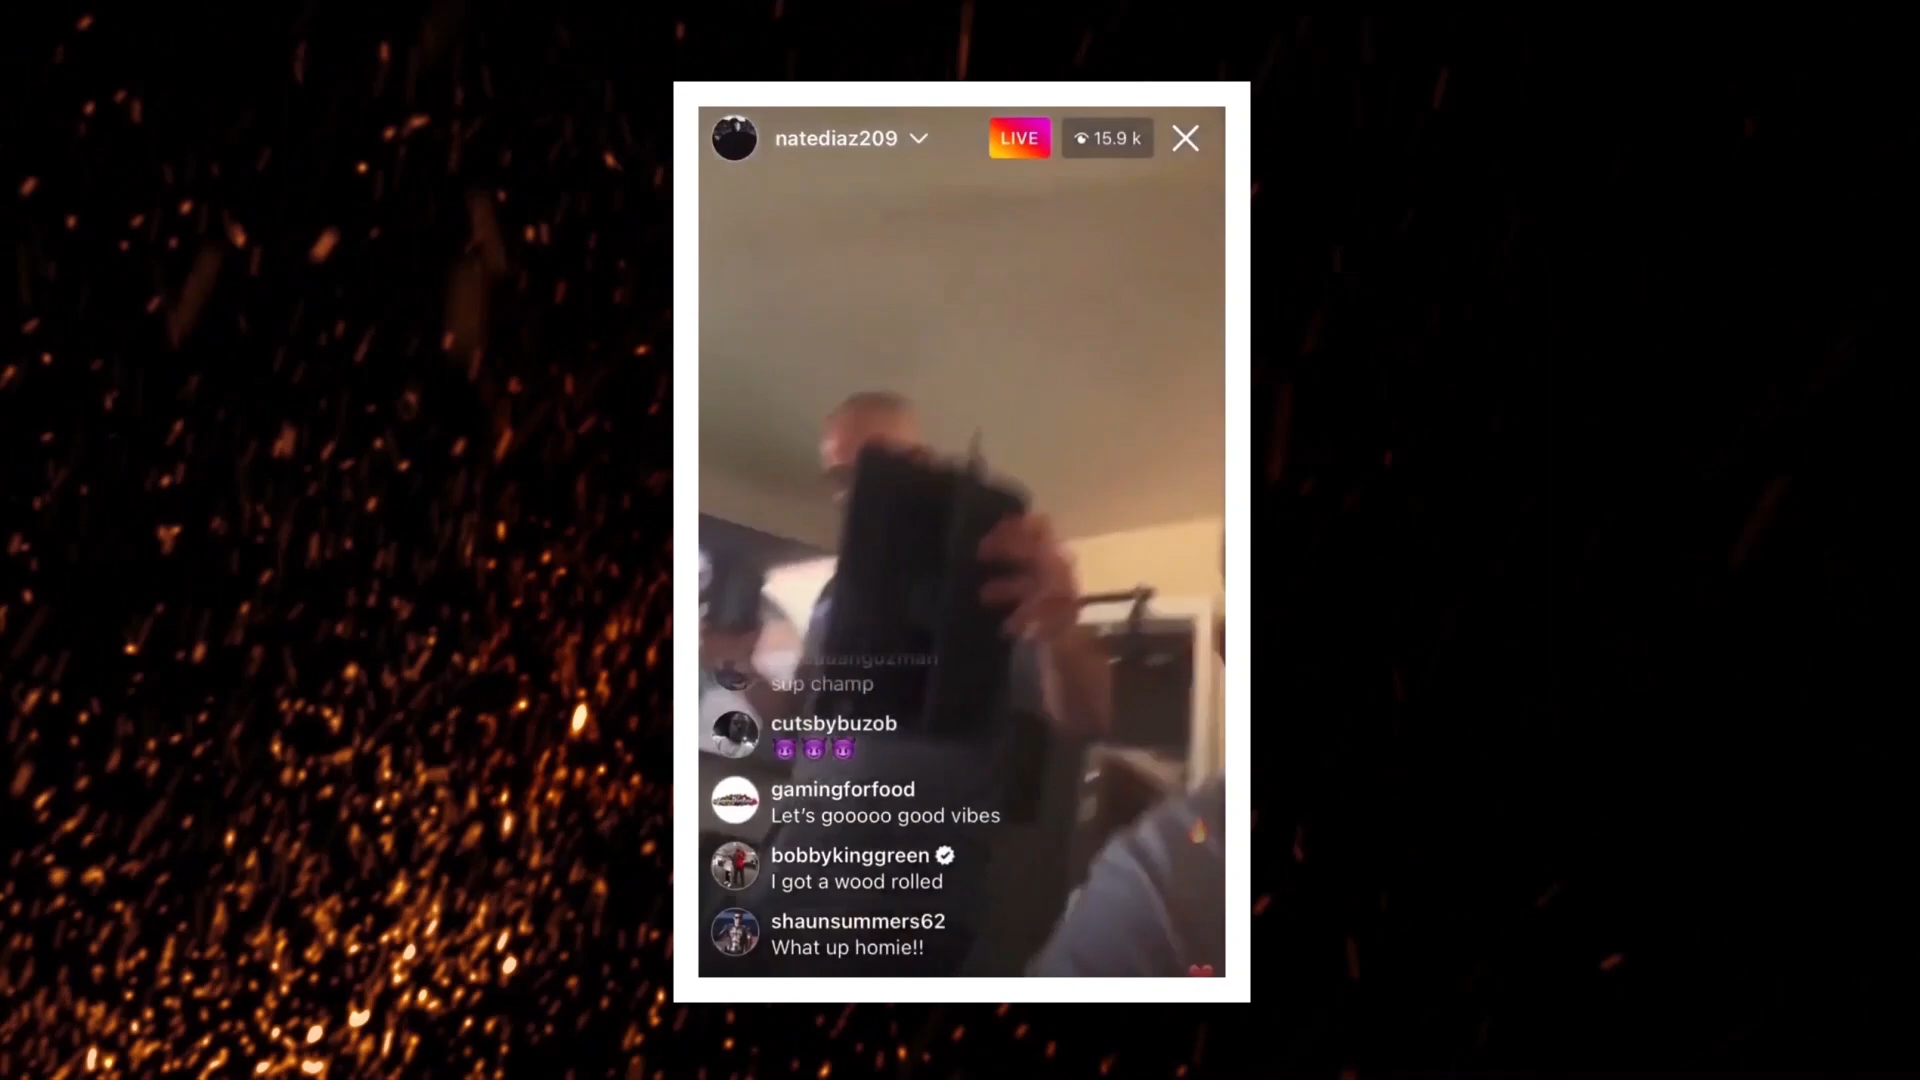 natediaz209
LIVE
15.9 k
sup champ
cutsbybuzob
😈😈😈
gamingforfood
Let's gooooo good vibes
bobbykinggreen
I got a wood rolled
shaunsummers62
What up homie!!